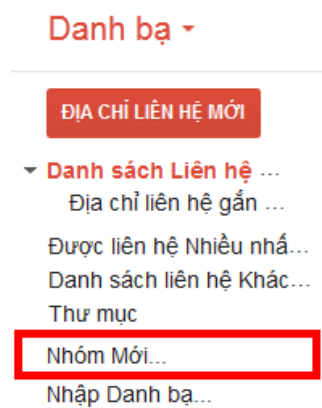 Danh bạ
ĐỊA CHỈ LIÊN HỆ MỚI
Danh sách Liên hệ ...
Địa chỉ liên hệ gắn ...
Được liên hệ Nhiều nhấ...
Danh sách liên hệ Khác...
Thư mục
Nhóm Mới...
Nhập Danh bạ...